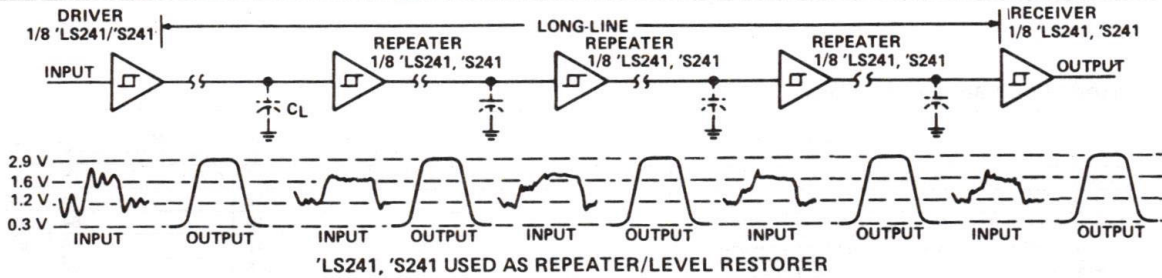 DRIVER
1/8 'LS241/'S241
LONG-LINE
RECEIVER
1/8 'LS241, 'S241
REPEATER
1/8 'LS241, 'S241
REPEATER
1/8 'LS241, 'S241
REPEATER
1/8 'LS241, 'S241
INPUT
OUTPUT
CL
2.9 V
1.6 V
1.2 V
0.3 V
INPUT OUTPUT INPUT OUTPUT INPUT OUTPUT INPUT OUTPUT INPUT OUTPUT
'LS241, 'S241 USED AS REPEATER/LEVEL RESTORER